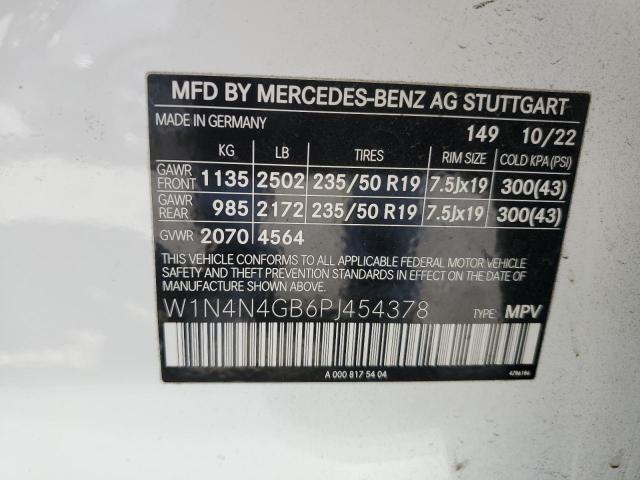 MFD BY MERCEDES-BENZ AG STUTTGART
MADE IN GERMANY 149 10/22
KG LB TIRES RIM SIZE COLD KPA(PSI)
GAWR FRONT 1135 2502 235/50 R19 7.5Jx19 300(43)
GAWR REAR 985 2172 235/50 R19 7.5Jx19 300(43)
GVWR 2070 4564
THIS VEHICLE CONFORMS TO ALL APPLICABLE FEDERAL MOTOR VEHICLE
SAFETY AND THEFT PREVENTION STANDARDS IN EFFECT ON THE DATE OF
MANUFACTURE SHOWN ABOVE.
W1N4N4GB6PJ454378 TYPE: MPV
A 000 817 54 04